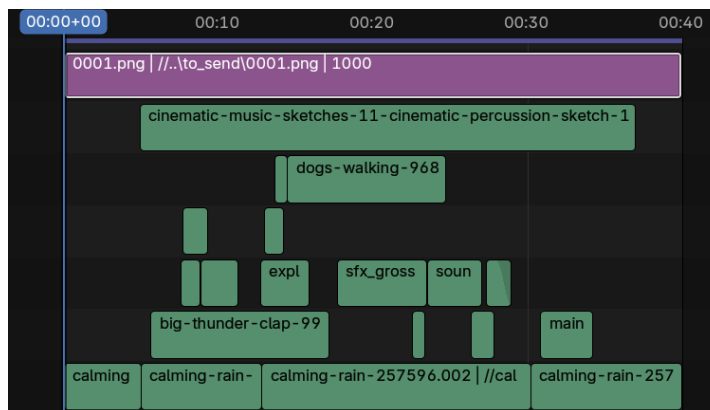 00:00+00 00:10 00:20 00:30 00:40
0001.png | //..\to_send\0001.png | 1000
cinematic-music-sketches-11-cinematic-percussion-sketch-1
dogs-walking-968
expl sfx_gross soun
big-thunder-clap-99 main
calming calming-rain- calming-rain-257596.002 | //cal calming-rain-257